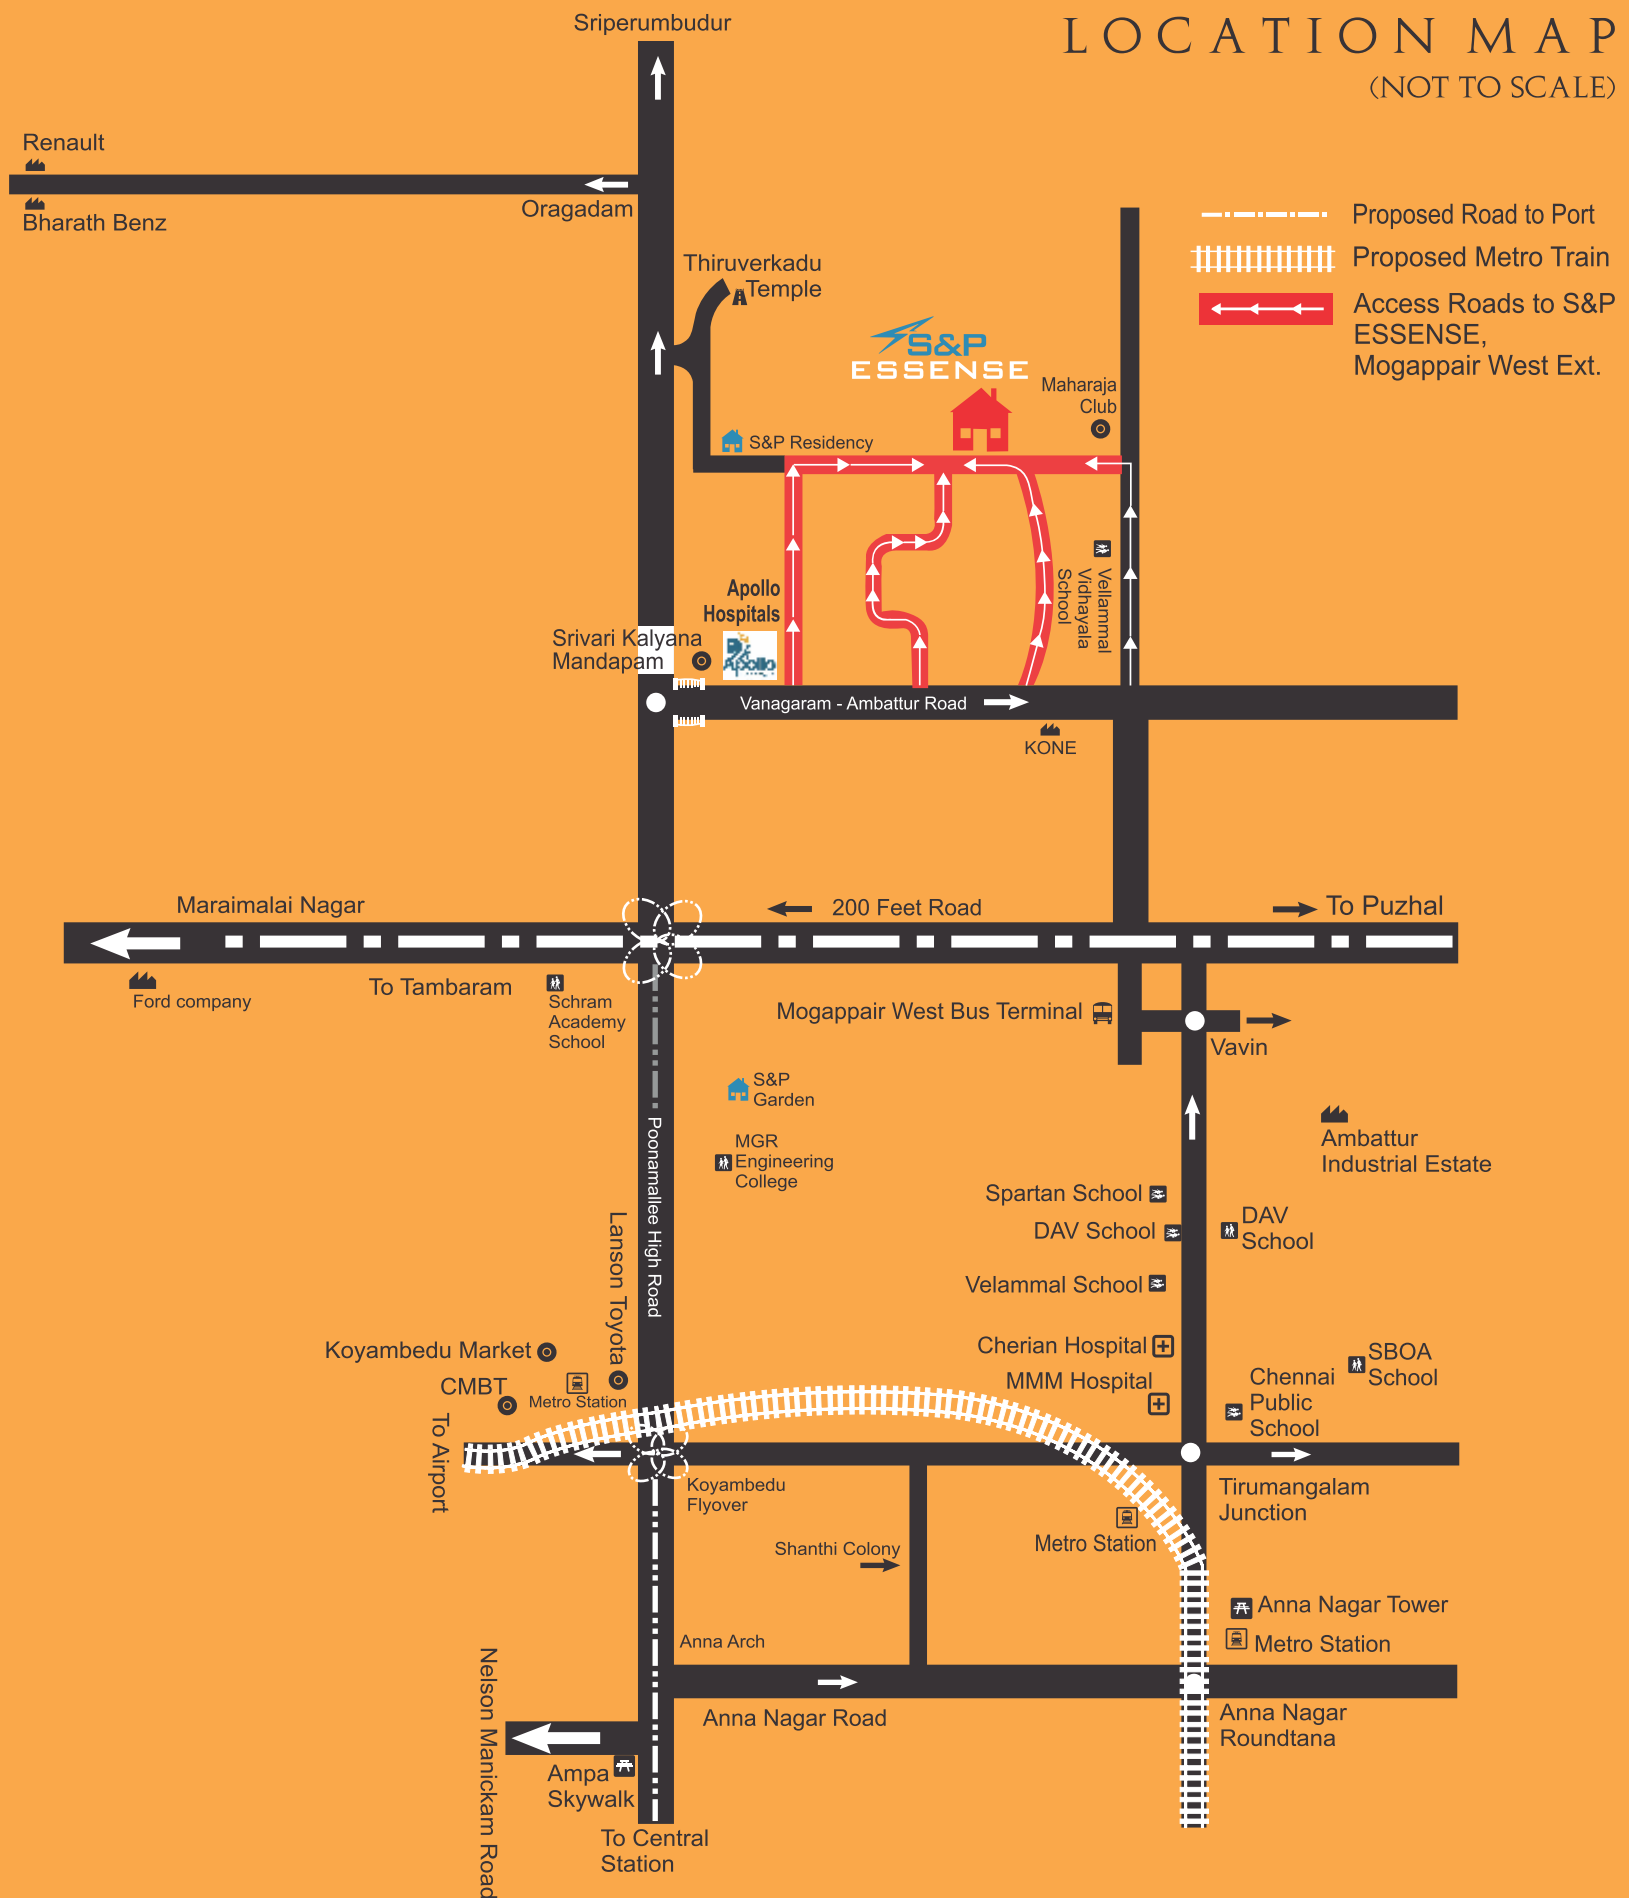 Sriperumbudur
LOCATION MAP
(NOT TO SCALE)
Renault
Bharath Benz
Oragadam
Proposed Road to Port
Proposed Metro Train
Access Roads to S&P
ESSENSE,
Mogappair West Ext.
Thiruverkadu
Temple
S&P
ESSENSE
Maharaja
Club
S&P Residency
Vellammal
Vidhayala
School
Apollo
Hospitals
Apollo
Srivari Kalyana
Mandapam
Vanagaram - Ambattur Road
KONE
Maraimalai Nagar
200 Feet Road
To Puzhal
Ford company
To Tambaram
Schram
Academy
School
Mogappair West Bus Terminal
Vavin
S&P
Garden
MGR
Engineering
College
Poonamallee High Road
Lanson Toyota
Ambattur
Industrial Estate
Spartan School
DAV School
DAV
School
Velammal School
Cherian Hospital
MMM Hospital
SBOA
School
Chennai
Public
School
Koyambedu Market
CMBT
Metro Station
To Airport
Koyambedu
Flyover
Tirumangalam
Junction
Metro Station
Shanthi Colony
Anna Nagar Tower
Metro Station
Anna Arch
Anna Nagar Road
Anna Nagar
Roundtana
Nelson Manickam Road
Ampa
Skywalk
To Central
Station